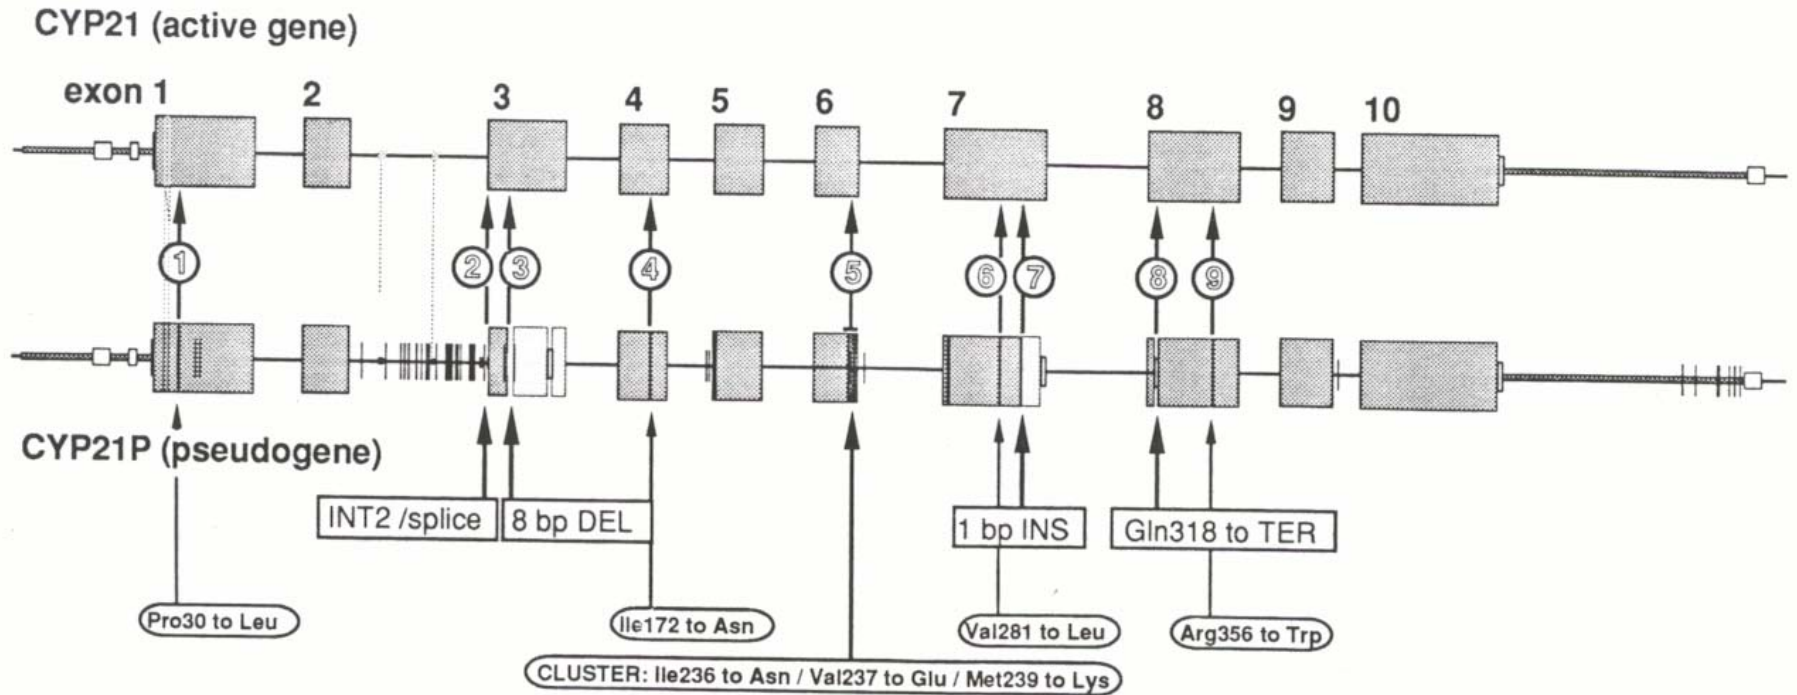 CYP21 (active gene)
exon 1 2 3 4 5 6 7 8 9 10
1 2 3 4 5 6 7 8 9
CYP21P (pseudogene)
INT2 /splice 8 bp DEL 1 bp INS Gln318 to TER
Pro30 to Leu Ile172 to Asn Val281 to Leu Arg356 to Trp
CLUSTER: Ile236 to Asn / Val237 to Glu / Met239 to Lys